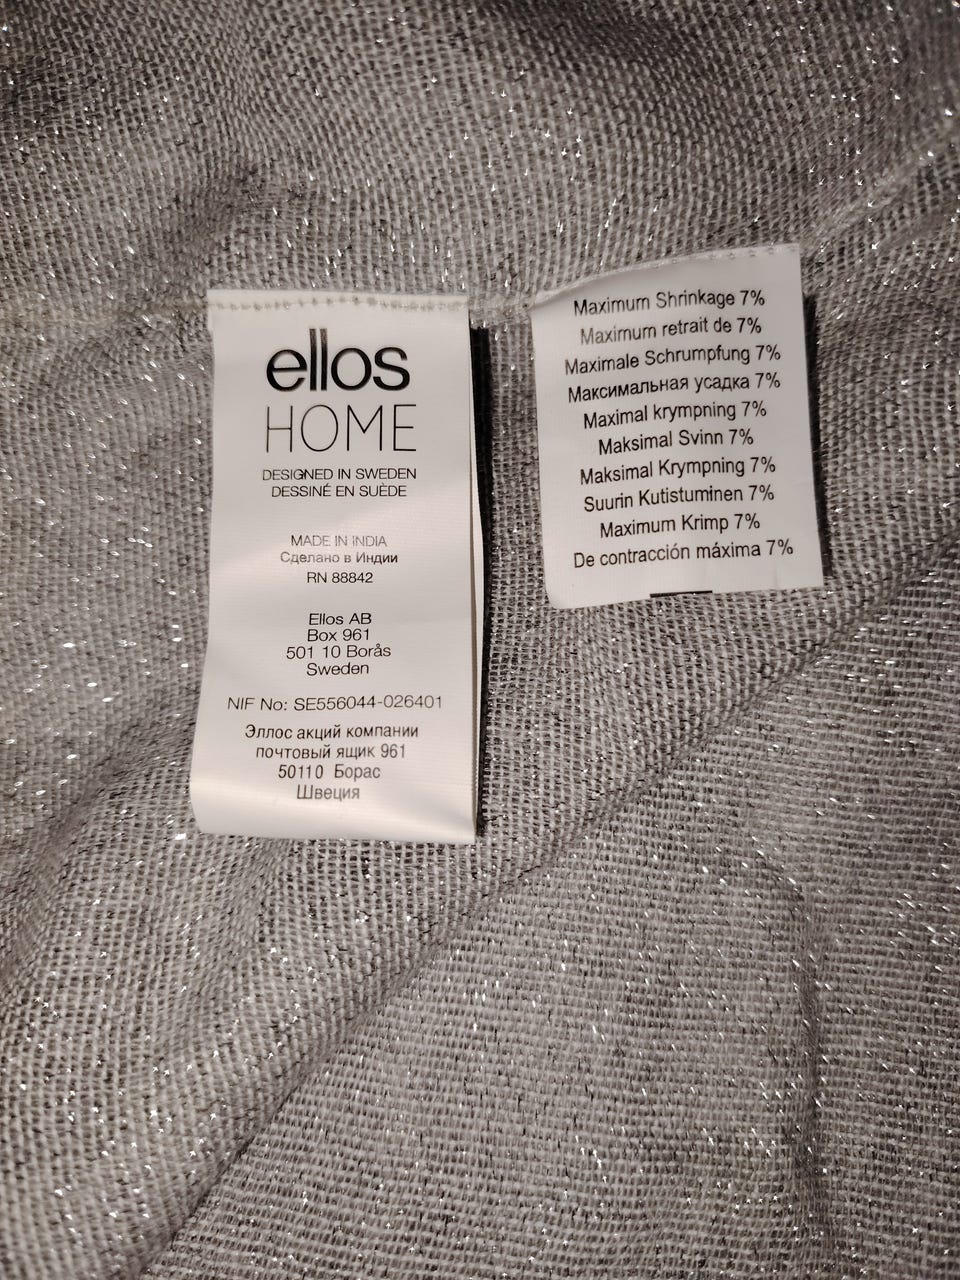 ellos
HOME
DESIGNED IN SWEDEN
DESSINÉ EN SUÈDE
MADE IN INDIA
Сделано в Индии
RN 88842
Ellos AB
Box 961
501 10 Borås
Sweden
NIF No: SE556044-026401
Эллос акций компании
почтовый ящик 961
50110 Борас
Швеция
Maximum Shrinkage 7%
Maximum retrait de 7%
Maximale Schrumpfung 7%
Максимальная усадка 7%
Maximal krympning 7%
Maksimal Svinn 7%
Maksimal Krympning 7%
Suurin Kutistuminen 7%
Maximum Krimp 7%
De contracción máxima 7%